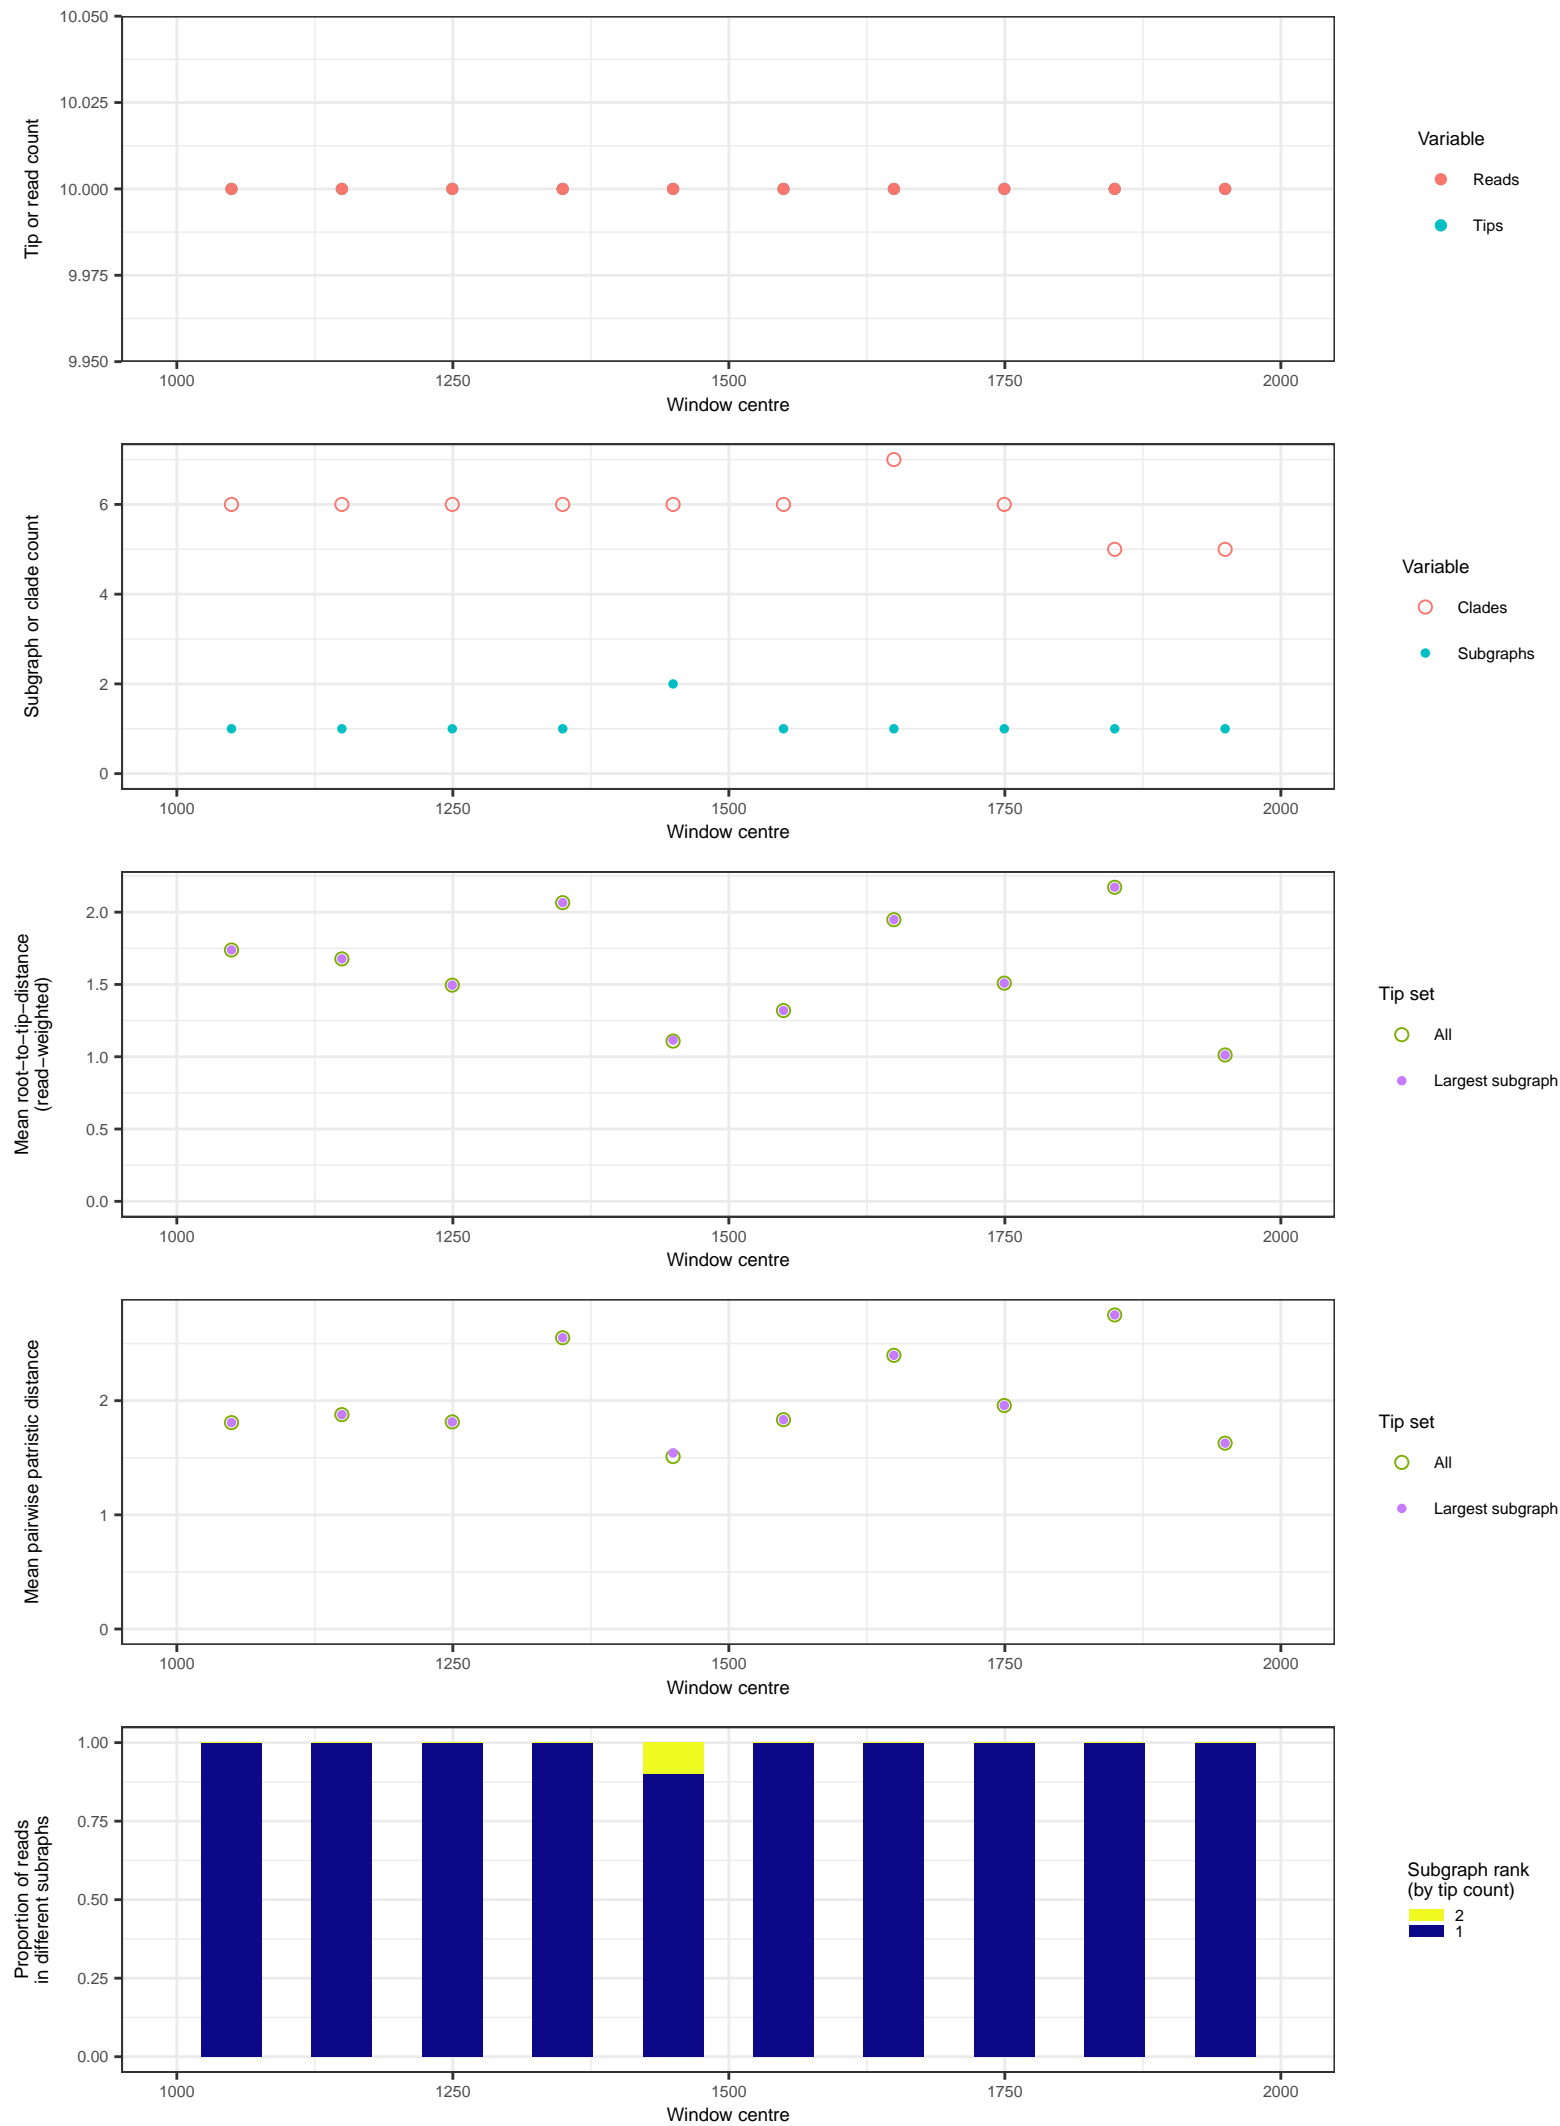 10.050
10.025
10.000
9.975
9.950
Tip or read count
1000 1250 1500 1750 2000
Window centre
Variable
Reads
Tips
6
4
2
0
Subgraph or clade count
1000 1250 1500 1750 2000
Window centre
Variable
Clades
Subgraphs
2.0
1.5
1.0
0.5
0.0
Mean root−to−tip−distance
(read−weighted)
1000 1250 1500 1750 2000
Window centre
Tip set
All
Largest subgraph
2
1
0
Mean pairwise patristic distance
1000 1250 1500 1750 2000
Window centre
Tip set
All
Largest subgraph
1.00
0.75
0.50
0.25
0.00
Proportion of reads
in different subraphs
1000 1250 1500 1750 2000
Window centre
Subgraph rank
(by tip count)
2
1